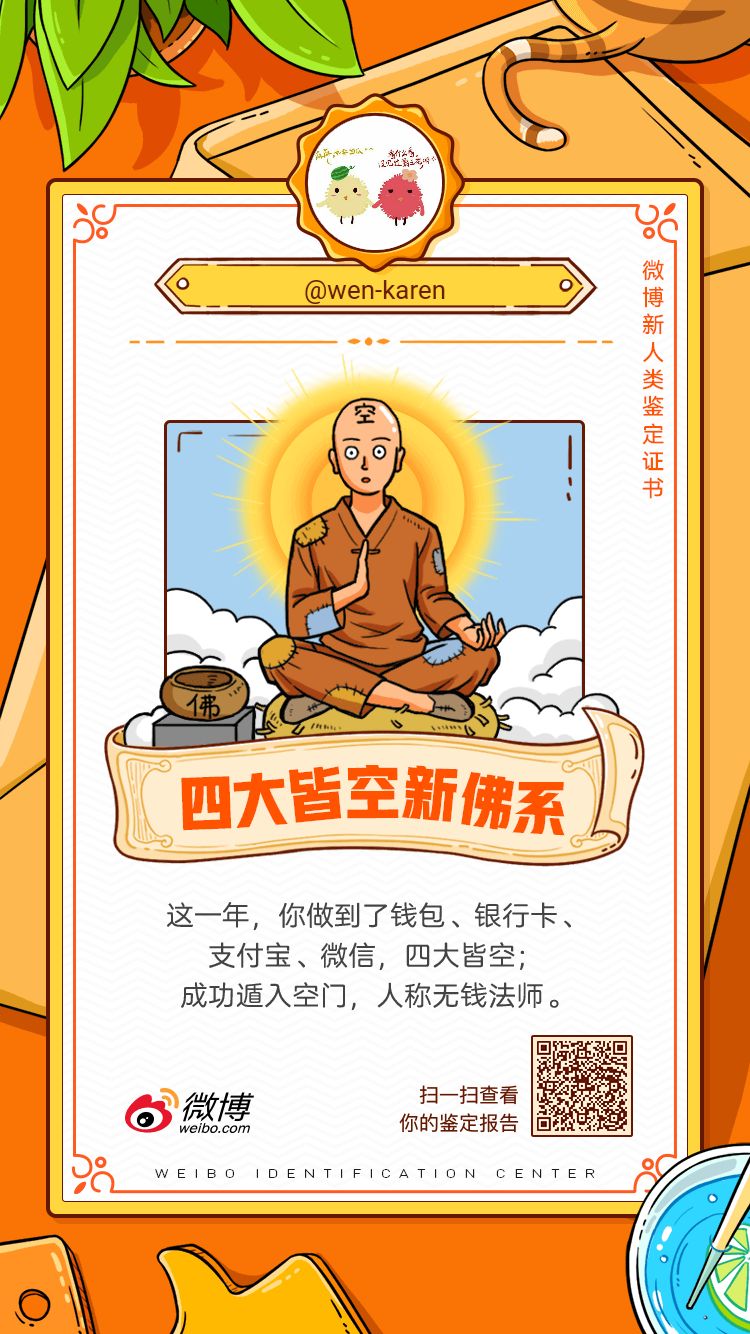 @wen-karen
微博新人类鉴定证书
空
佛
四大皆空新佛系
这一年，你做到了钱包、银行卡、
支付宝、微信，四大皆空；
成功遁入空门，人称无钱法师。
微博
weibo.com
扫一扫查看
你的鉴定报告
WEIBO IDENTIFICATION CENTER